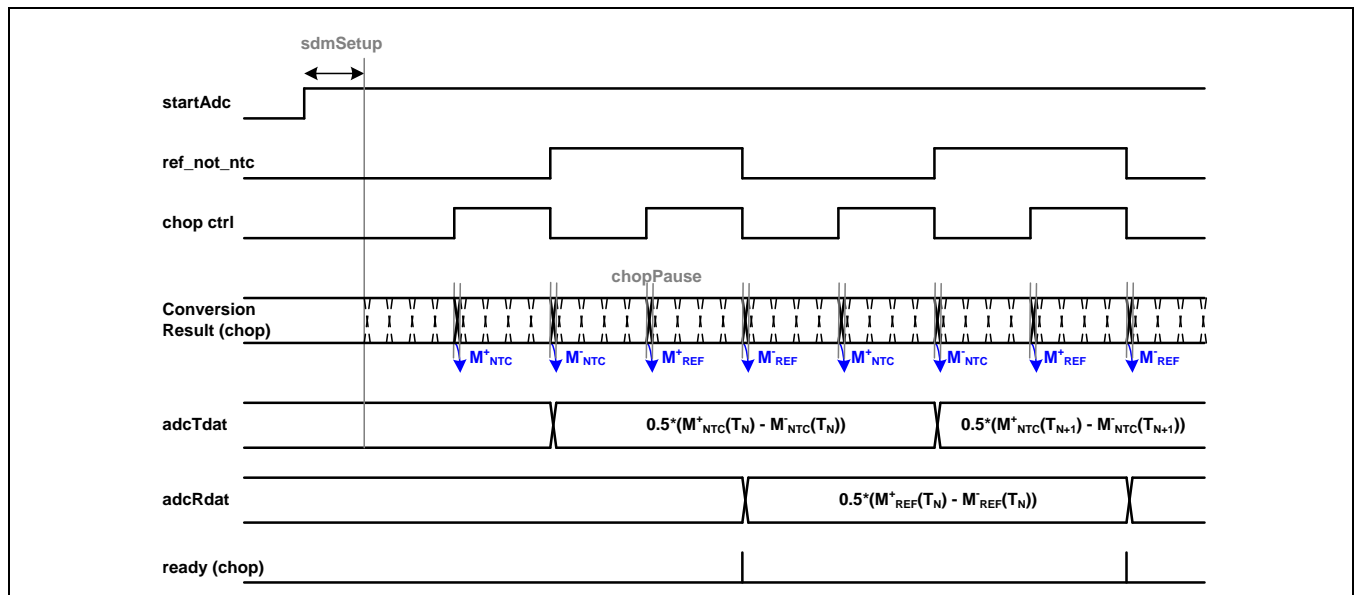 sdmSetup
startAdc
ref_not_ntc
chop ctrl
chopPause
Conversion
Result (chop)
M⁺NTC M⁻NTC M⁺REF M⁻REF M⁺NTC M⁻NTC M⁺REF M⁻REF
adcTdat 0.5*(M⁺NTC(TN) - M⁻NTC(TN)) 0.5*(M⁺NTC(TN+1) - M⁻NTC(TN+1))
adcRdat 0.5*(M⁺REF(TN) - M⁻REF(TN))
ready (chop)